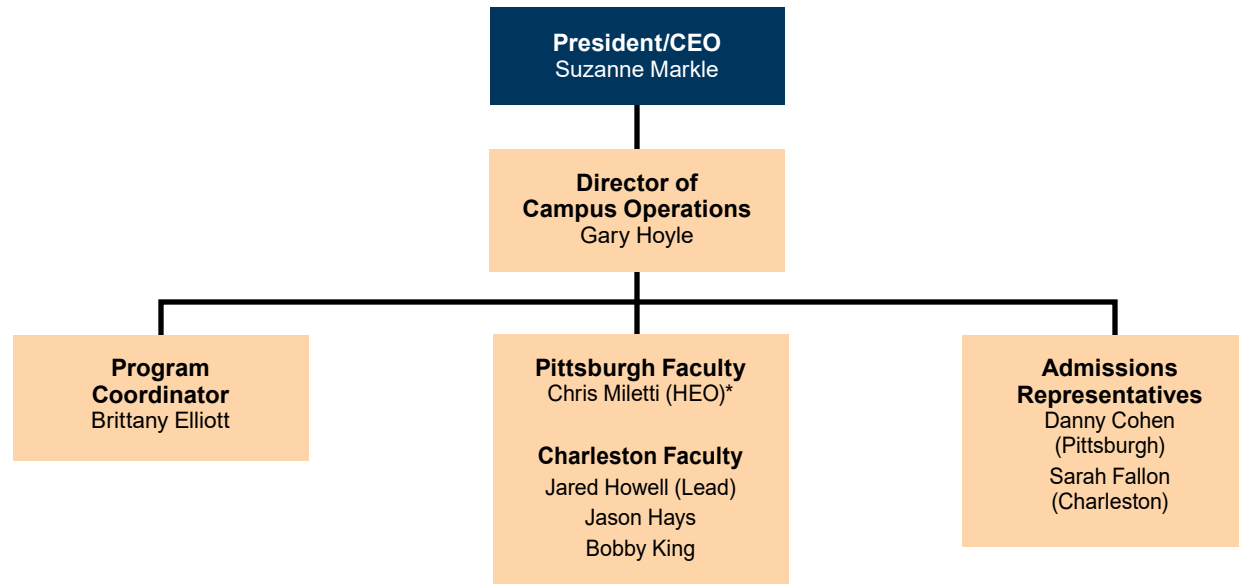 President/CEO
Suzanne Markle
Director of
Campus Operations
Gary Hoyle
Program
Coordinator
Brittany Elliott
Pittsburgh Faculty
Chris Miletti (HEO)*
Charleston Faculty
Jared Howell (Lead)
Jason Hays
Bobby King
Admissions
Representatives
Danny Cohen
(Pittsburgh)
Sarah Fallon
(Charleston)